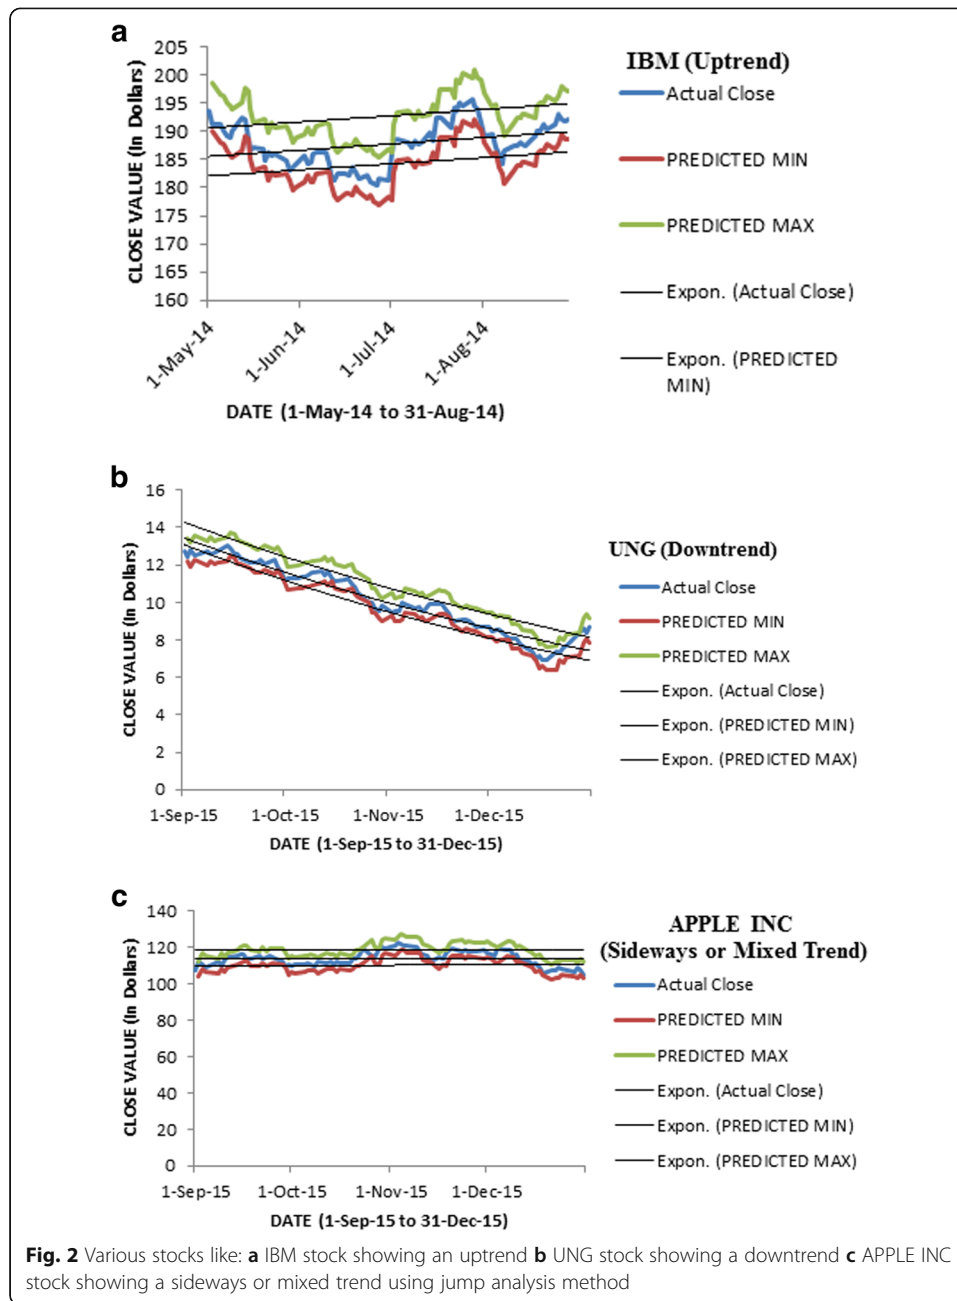 a
205
200
195
190
185
180
175
170
165
160
CLOSE VALUE (In Dollars)
1-May-14
1-Jun-14
1-Jul-14
1-Aug-14
DATE (1-May-14 to 31-Aug-14)
IBM (Uptrend)
Actual Close
PREDICTED MIN
PREDICTED MAX
Expon. (Actual Close)
Expon. (PREDICTED
MIN)
b
16
14
12
10
8
6
4
2
0
CLOSE VALUE (In Dollars)
1-Sep-15
1-Oct-15
1-Nov-15
1-Dec-15
DATE (1-Sep-15 to 31-Dec-15)
UNG (Downtrend)
Actual Close
PREDICTED MIN
PREDICTED MAX
Expon. (Actual Close)
Expon. (PREDICTED MIN)
Expon. (PREDICTED MAX)
c
140
120
100
80
60
40
20
0
CLOSE VALUE (In Dollars)
1-Sep-15
1-Oct-15
1-Nov-15
1-Dec-15
DATE (1-Sep-15 to 31-Dec-15)
APPLE INC
(Sideways or Mixed Trend)
Actual Close
PREDICTED MIN
PREDICTED MAX
Expon. (Actual Close)
Expon. (PREDICTED MIN)
Expon. (PREDICTED MAX)
Fig. 2 Various stocks like: a IBM stock showing an uptrend b UNG stock showing a downtrend c APPLE INC
stock showing a sideways or mixed trend using jump analysis method